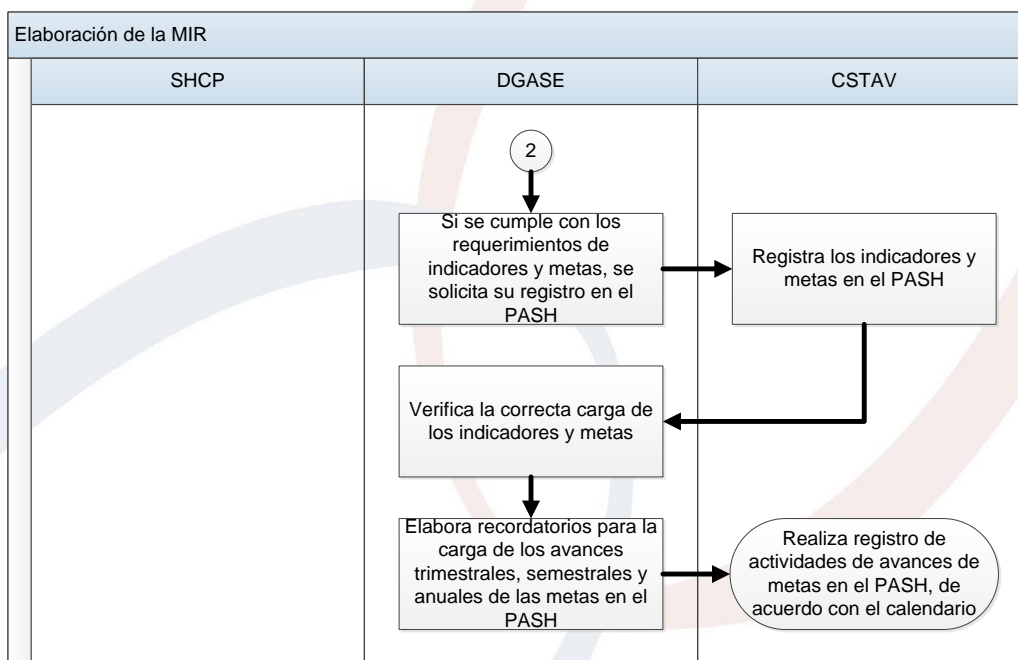 Elaboración de la MIR
SHCP
DGASE
CSTAV
2
Si se cumple con los
requerimientos de
indicadores y metas, se
solicita su registro en el
PASH
Registra los indicadores y
metas en el PASH
Verifica la correcta carga de
los indicadores y metas
Elabora recordatorios para la
carga de los avances
trimestrales, semestrales y
anuales de las metas en el
PASH
Realiza registro de
actividades de avances de
metas en el PASH, de
acuerdo con el calendario